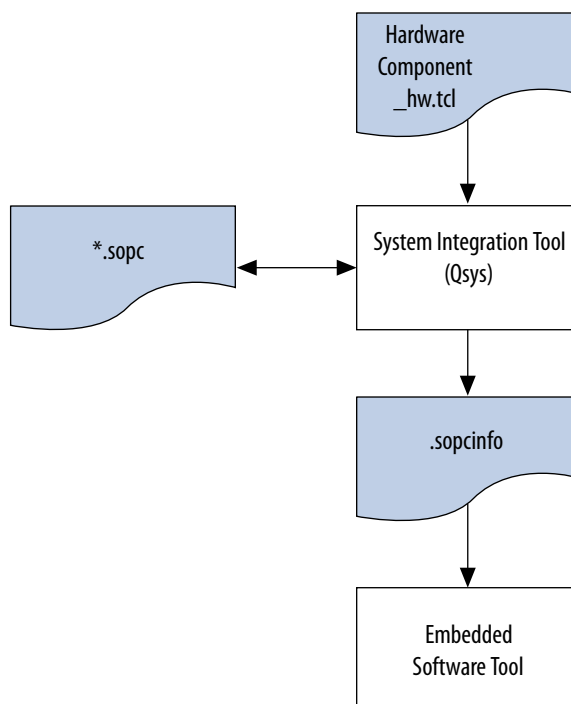 Hardware
Component
_hw.tcl
*.sopc
System Integration Tool
(Qsys)
.sopcinfo
Embedded
Software Tool